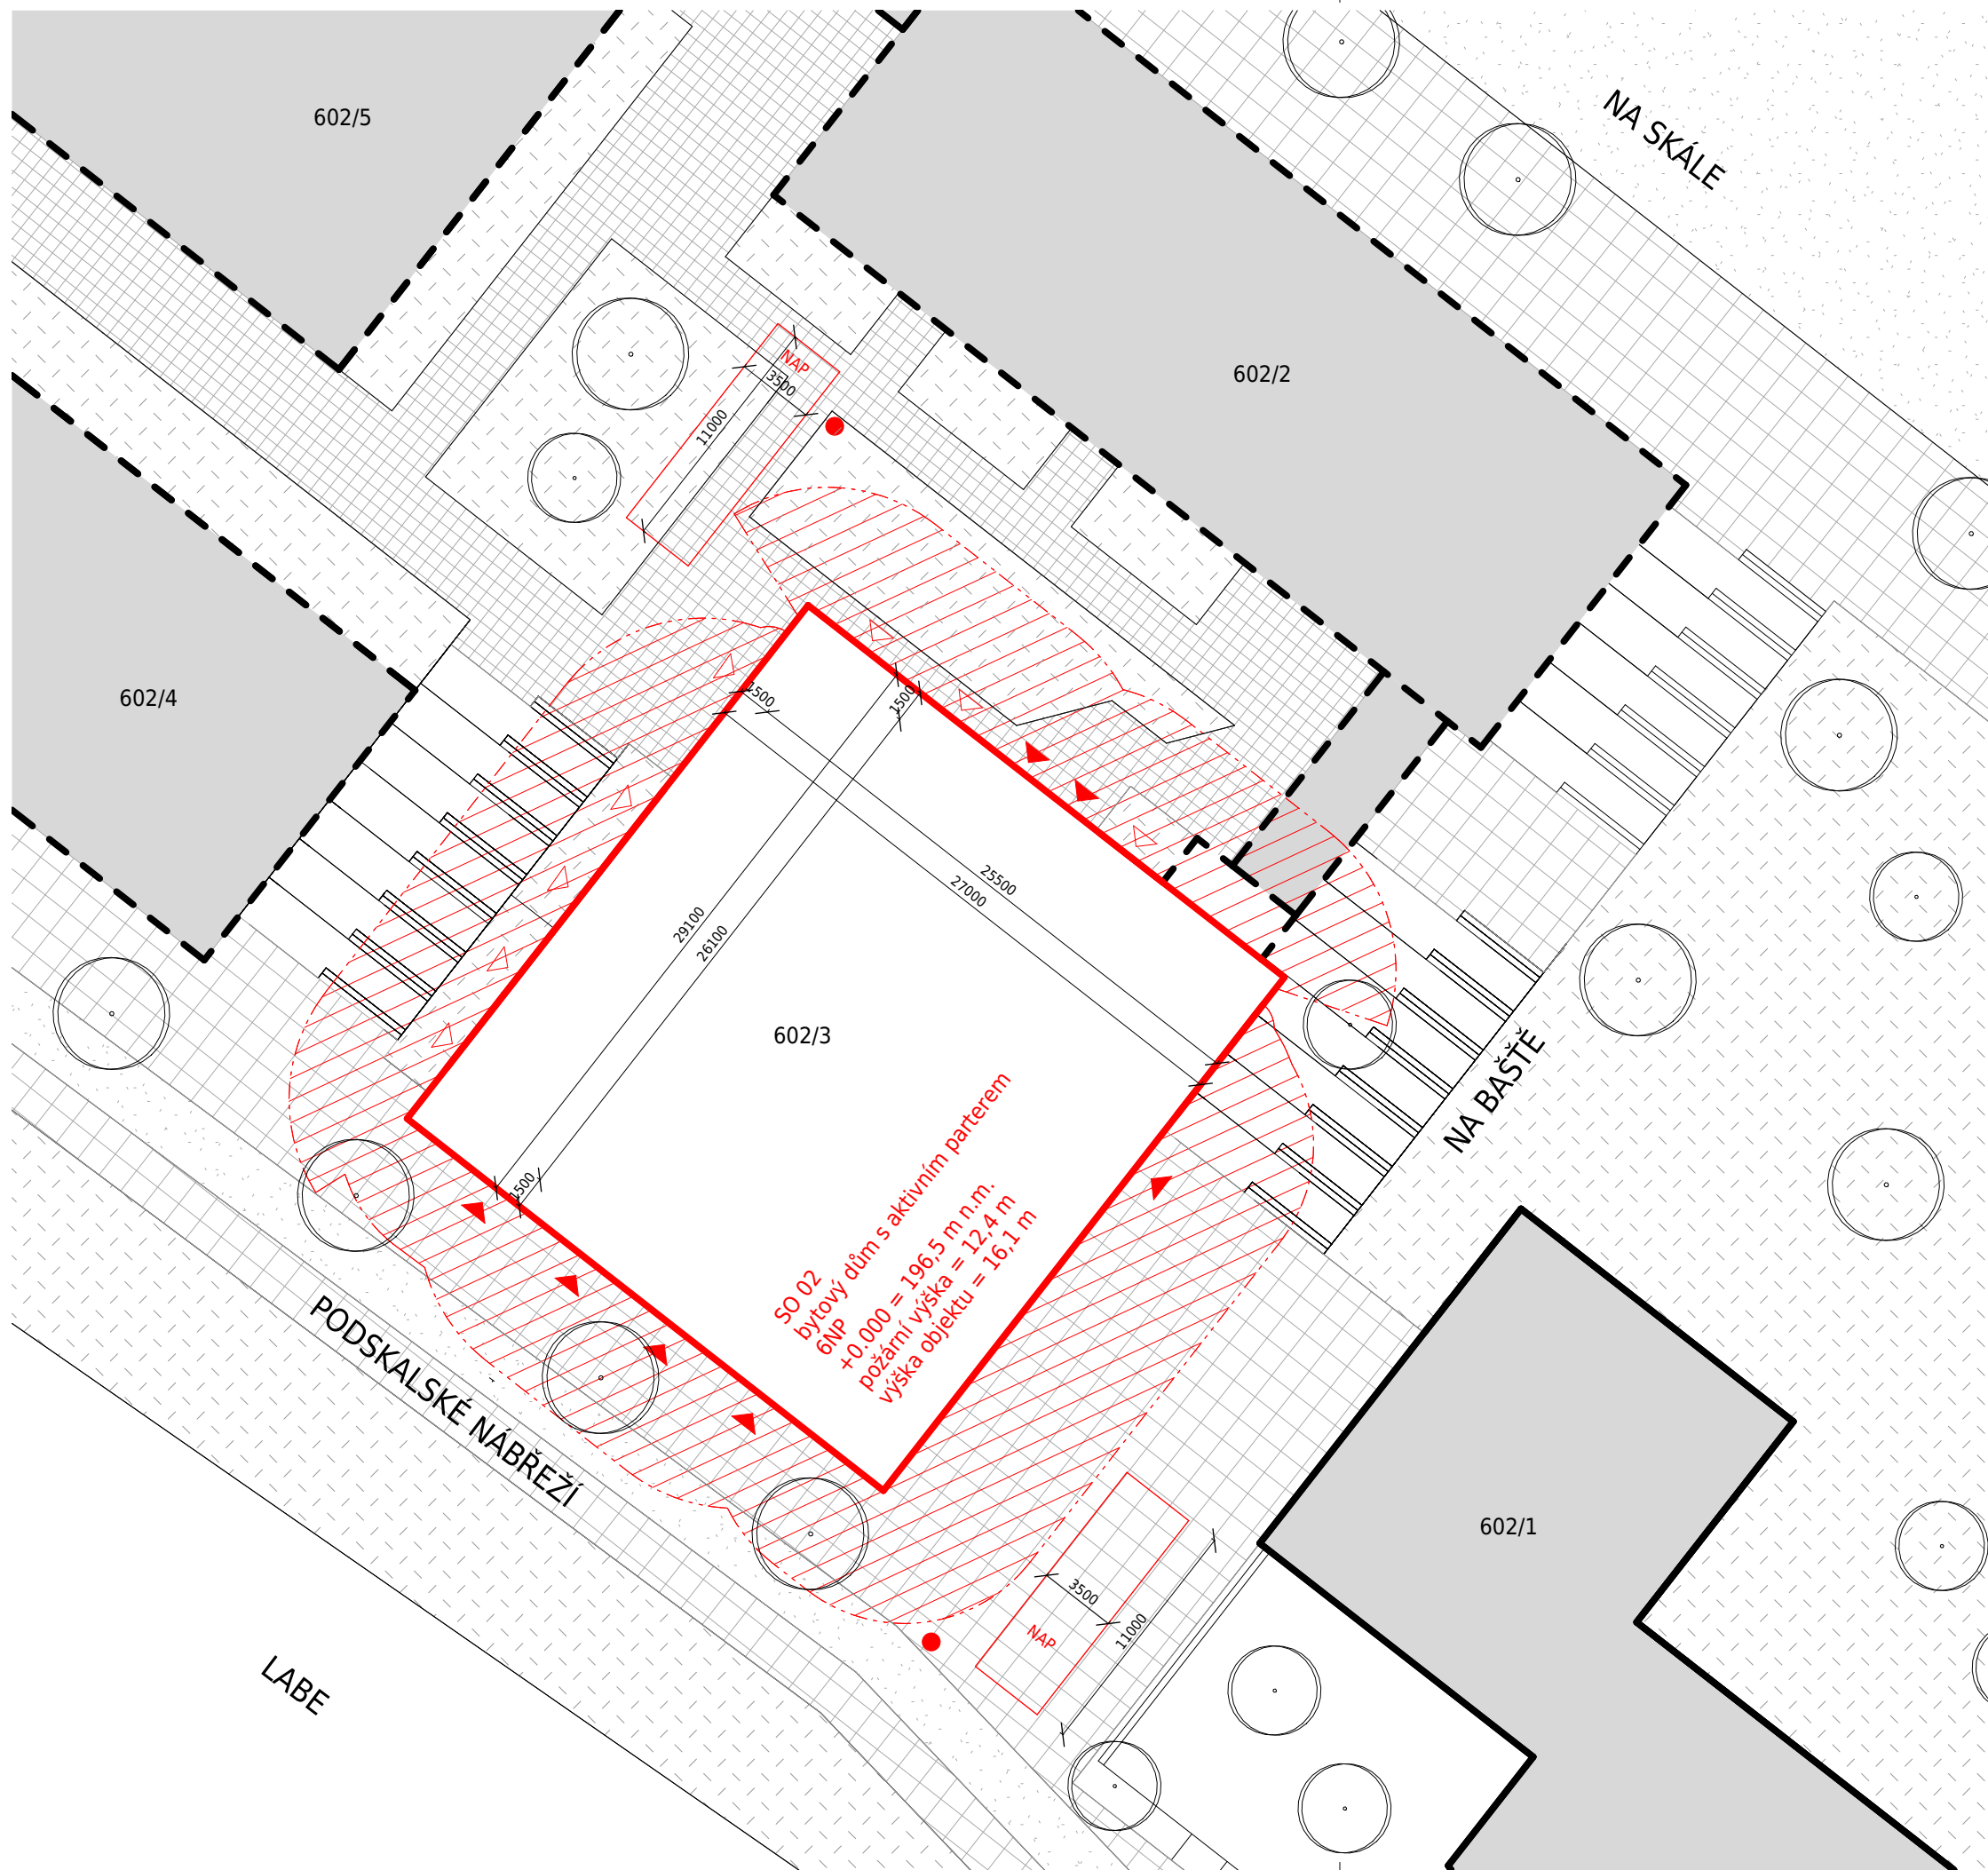 602/5
NA SKÁLE
602/2
NAP
3500
11000
602/4
1500
1500
25500
27000
29100
26100
602/3
NA BAŠTĚ
1500
SO 02
bytový dům s aktivním parterem
6NP
+0.000 = 196,5 m n.m.
požární výška = 12,4 m
výška objektu = 16,1 m
PODSKALSKÉ NÁBŘEŽÍ
602/1
3500
11000
NAP
LABE